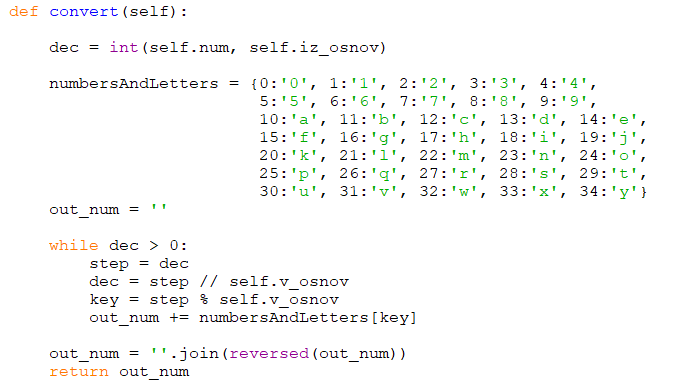 def convert(self):
dec = int(self.num, self.iz_osnov)
numbersAndLetters = {0:'0', 1:'1', 2:'2', 3:'3', 4:'4',
5:'5', 6:'6', 7:'7', 8:'8', 9:'9',
10:'a', 11:'b', 12:'c', 13:'d', 14:'e',
15:'f', 16:'g', 17:'h', 18:'i', 19:'j',
20:'k', 21:'l', 22:'m', 23:'n', 24:'o',
25:'p', 26:'q', 27:'r', 28:'s', 29:'t',
30:'u', 31:'v', 32:'w', 33:'x', 34:'y'}
out_num = ''
while dec > 0:
step = dec
dec = step // self.v_osnov
key = step % self.v_osnov
out_num += numbersAndLetters[key]
out_num = ''.join(reversed(out_num))
return out_num